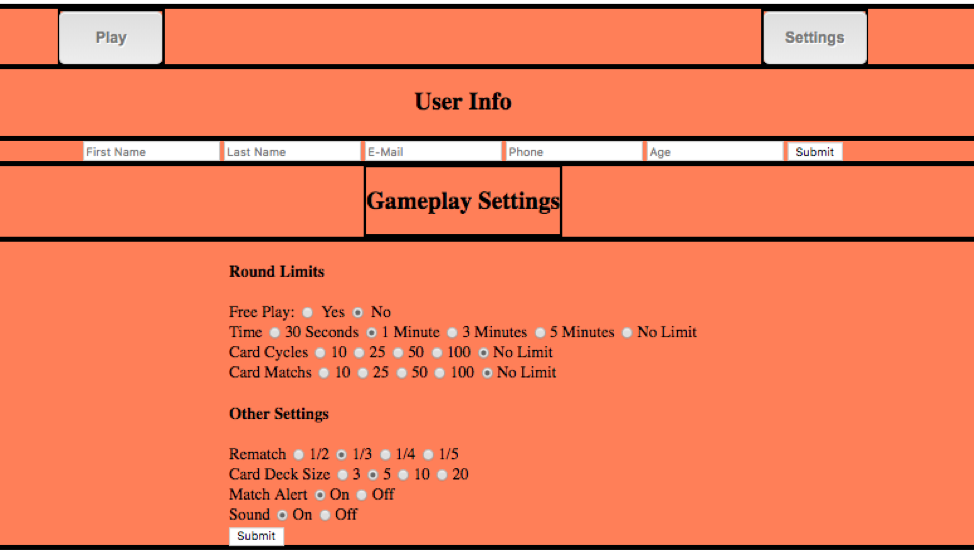 Play Settings
User Info
First Name Last Name E-Mail Phone Age Submit
Gameplay Settings
Round Limits
Free Play: Yes No
Time 30 Seconds 1 Minute 3 Minutes 5 Minutes No Limit
Card Cycles 10 25 50 100 No Limit
Card Matchs 10 25 50 100 No Limit
Other Settings
Rematch 1/2 1/3 1/4 1/5
Card Deck Size 3 5 10 20
Match Alert On Off
Sound On Off
Submit